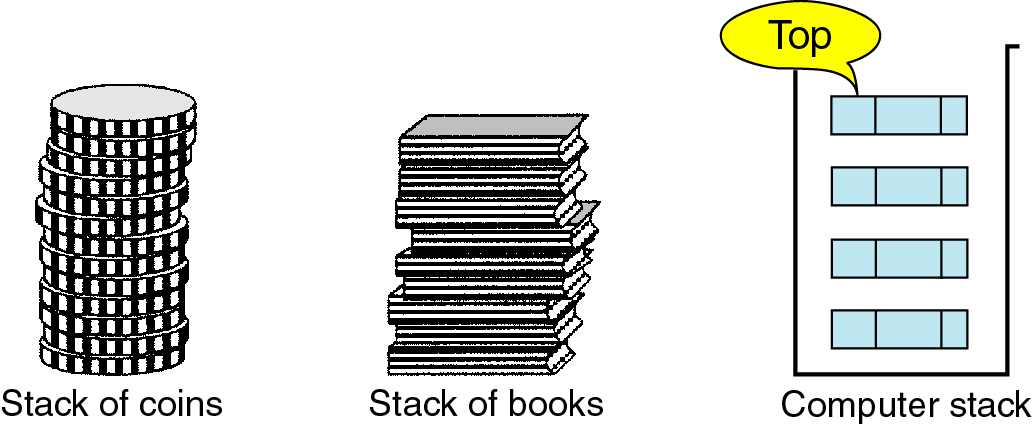 Top
Stack of coins
Stack of books
Computer stack